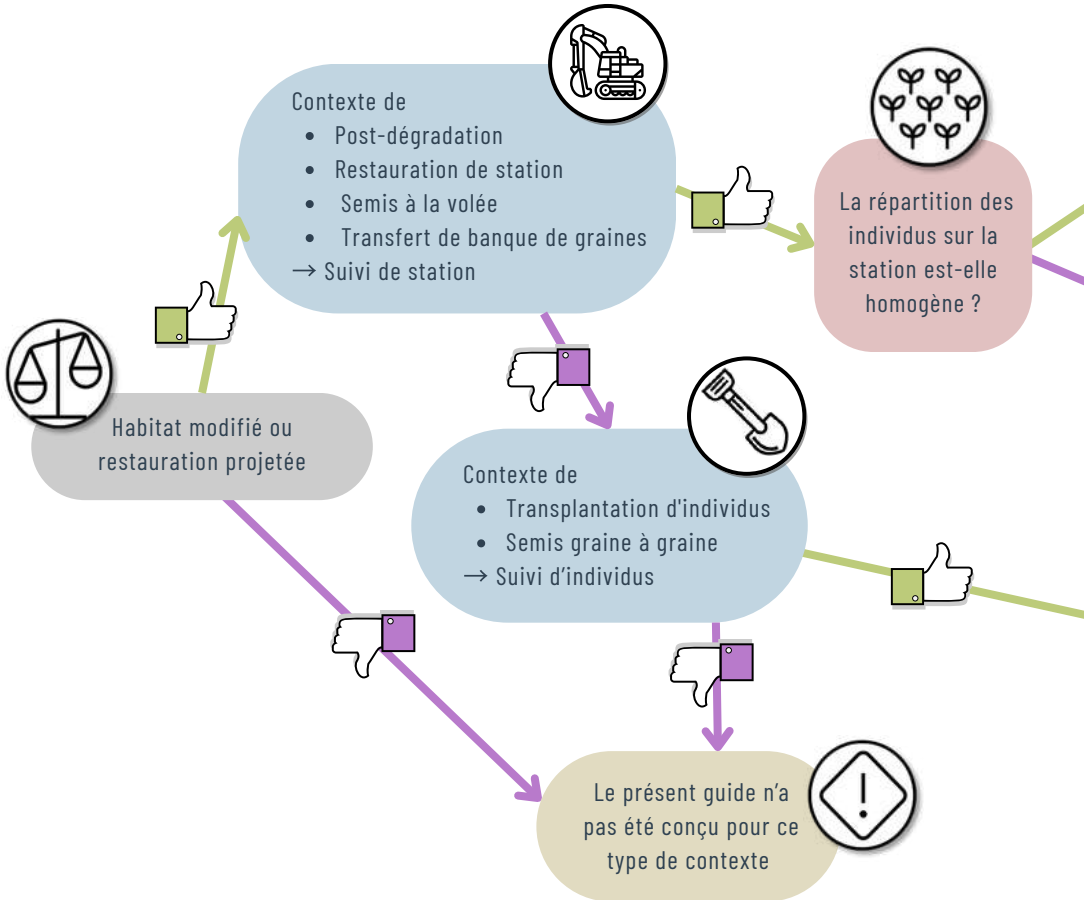 Contexte de
• Post-dégradation
• Restauration de station
• Semis à la volée
• Transfert de banque de graines
→ Suivi de station
La répartition des
individus sur la
station est-elle
homogène ?
Habitat modifié ou
restauration projetée
Contexte de
• Transplantation d'individus
• Semis graine à graine
→ Suivi d’individus
Le présent guide n’a
pas été conçu pour ce
type de contexte